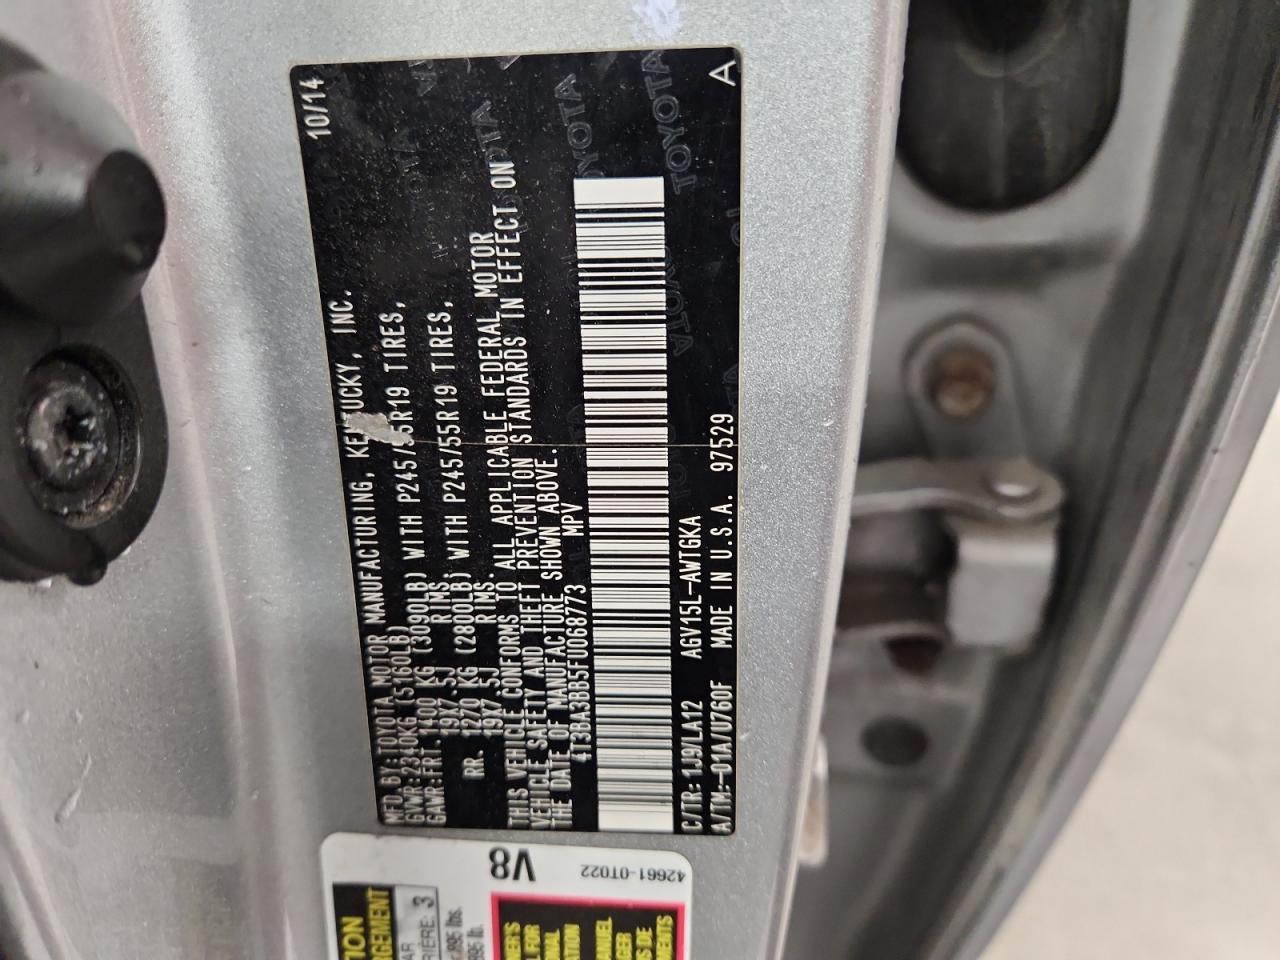 10/14
MFD.BY:TOYOTA MOTOR MANUFACTURING, KENTUCKY, INC.
GVWR:2340KG(5160LB)
GAWR:FRT.1400 KG(3090LB) WITH P245/55R19 TIRES,
19X7.5J RIMS,
RR. 1270 KG(2800LB) WITH P245/55R19 TIRES,
19X7.5J RIMS.
THIS VEHICLE CONFORMS TO ALL APPLICABLE FEDERAL MOTOR
VEHICLE SAFETY AND THEFT PREVENTION STANDARDS IN EFFECT ON
THE DATE OF MANUFACTURE SHOWN ABOVE.
4T3BA3BB5FU068773 MPV
C/TR:1J9/LA12 AGV15L-AWTGKA
A/TM:-01A/U760F MADE IN U.S.A. 97529
A
TOYOTA
V8
42661-0T022
3